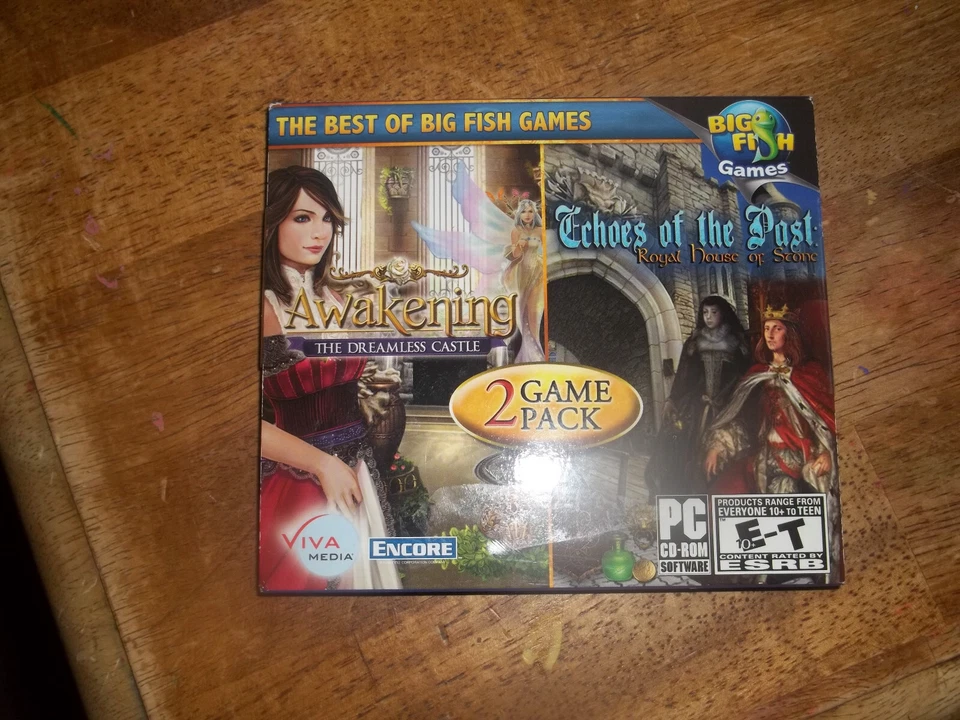 THE BEST OF BIG FISH GAMES
BIG
FISH
Games
Echoes of the Past:
Royal House of Stone
Awakening
THE DREAMLESS CASTLE
2 GAME
PACK
VIVA
MEDIA
ENCORE
PC
CD-ROM
SOFTWARE
PRODUCTS RANGE FROM
EVERYONE 10+ TO TEEN
E-T
10+
CONTENT RATED BY
ESRB